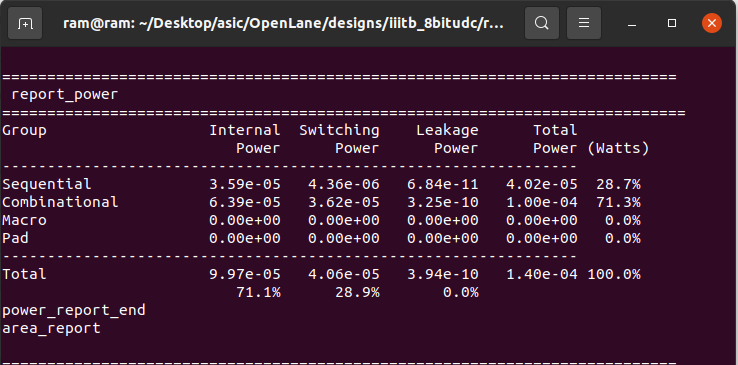 ram@ram: ~/Desktop/asic/OpenLane/designs/iiitb_8bitudc/r...
===========================================================================
 report_power
============================================================================
Group                  Internal  Switching    Leakage      Total
                          Power      Power      Power      Power (Watts)
----------------------------------------------------------------
Sequential             3.59e-05   4.36e-06   6.84e-11   4.02e-05  28.7%
Combinational          6.39e-05   3.62e-05   3.25e-10   1.00e-04  71.3%
Macro                  0.00e+00   0.00e+00   0.00e+00   0.00e+00   0.0%
Pad                    0.00e+00   0.00e+00   0.00e+00   0.00e+00   0.0%
----------------------------------------------------------------
Total                  9.97e-05   4.06e-05   3.94e-10   1.40e-04 100.0%
                          71.1%      28.9%       0.0%
power_report_end
area_report
===========================================================================